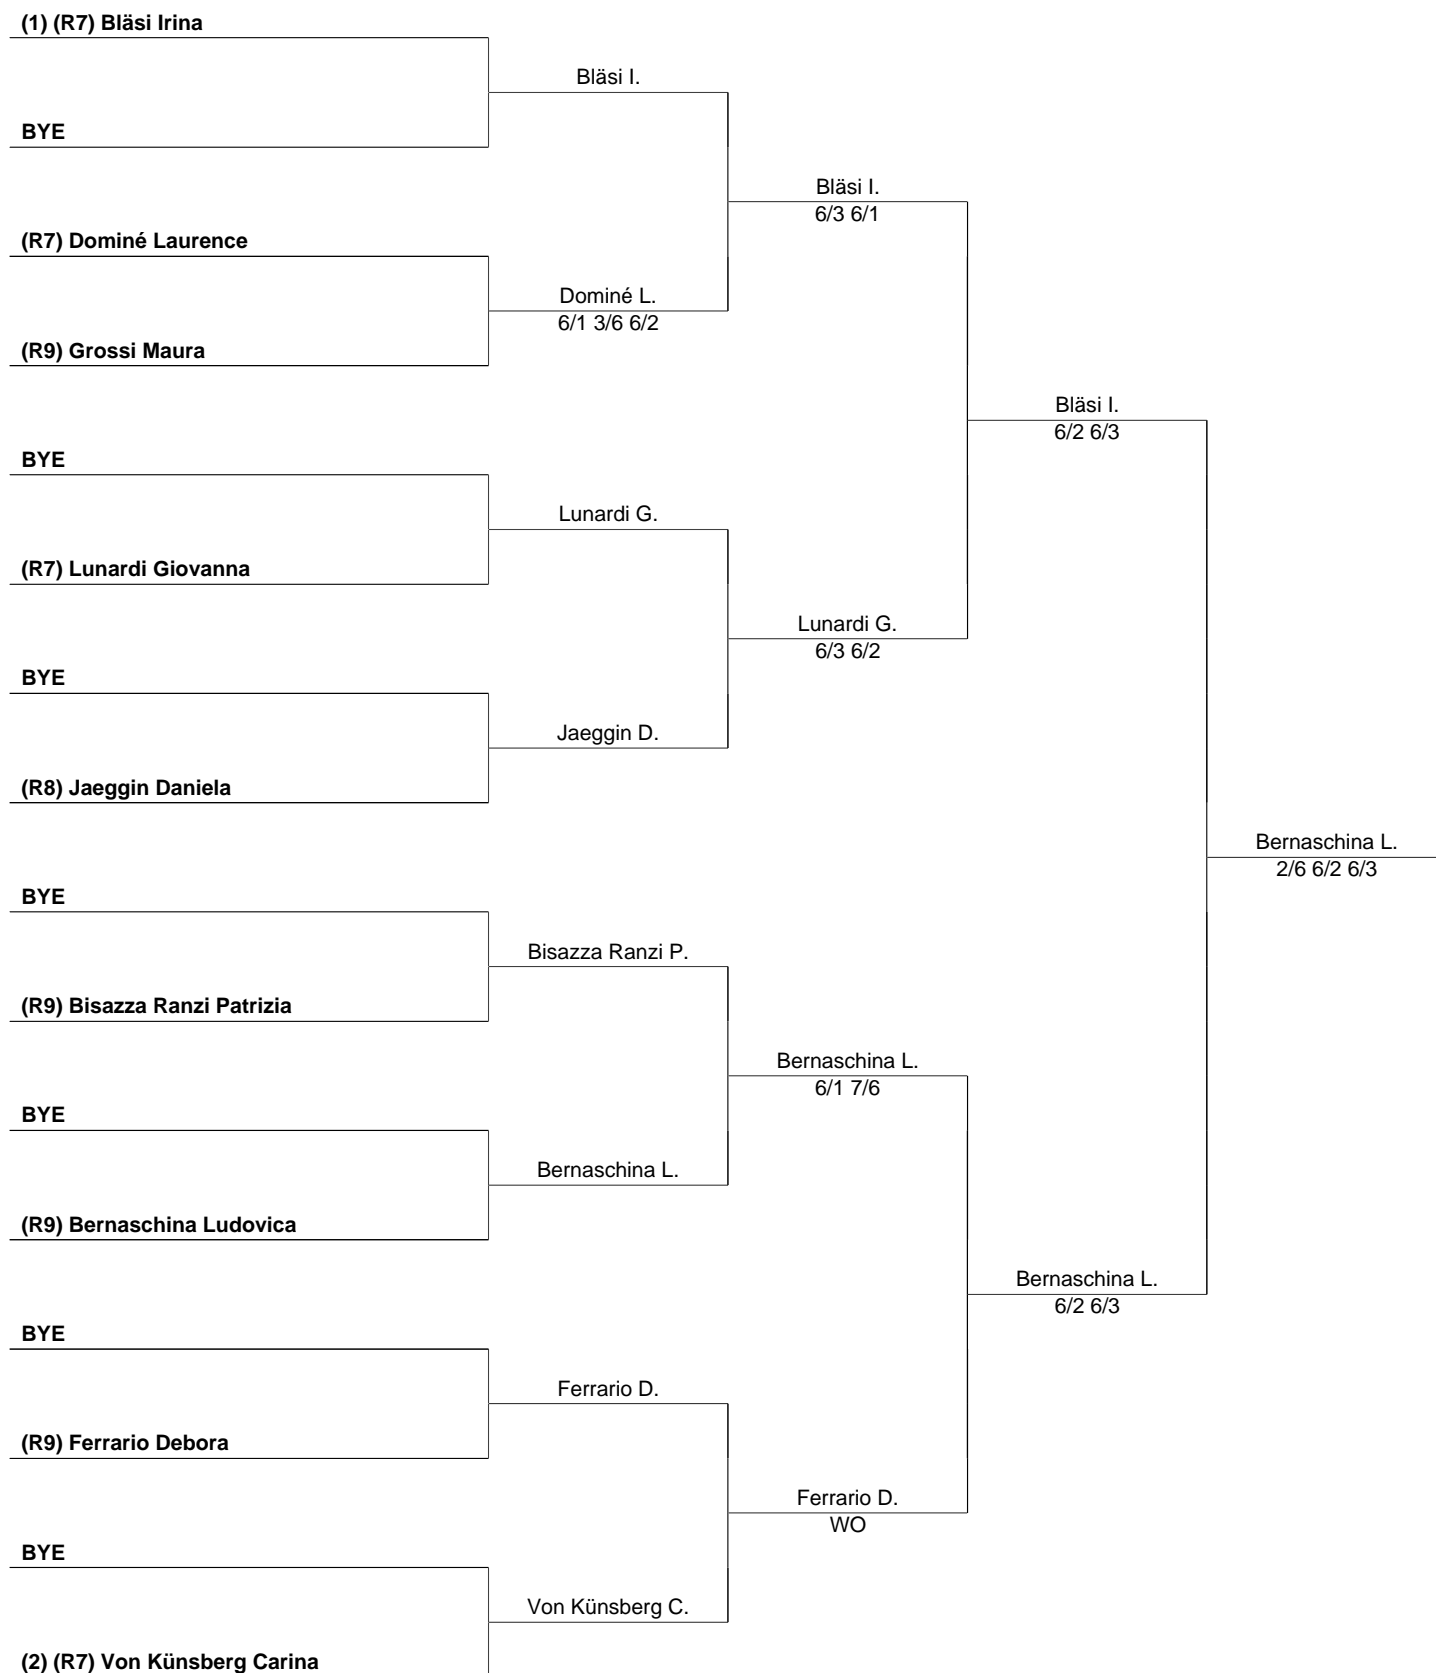 (1) (R7) Bläsi Irina
Bläsi I.
BYE
Bläsi I.
6/3 6/1
(R7) Dominé Laurence
Dominé L.
6/1 3/6 6/2
(R9) Grossi Maura
Bläsi I.
6/2 6/3
BYE
Lunardi G.
(R7) Lunardi Giovanna
Lunardi G.
6/3 6/2
BYE
Jaeggin D.
(R8) Jaeggin Daniela
Bernaschina L.
2/6 6/2 6/3
BYE
Bisazza Ranzi P.
(R9) Bisazza Ranzi Patrizia
Bernaschina L.
6/1 7/6
BYE
Bernaschina L.
(R9) Bernaschina Ludovica
Bernaschina L.
6/2 6/3
BYE
Ferrario D.
(R9) Ferrario Debora
Ferrario D.
WO
BYE
Von Künsberg C.
(2) (R7) Von Künsberg Carina